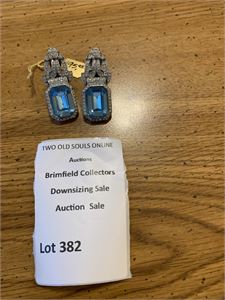 TWO OLD SOULS ONLINE
Auctions
Brimfield Collectors
Downsizing Sale
Auction Sale
Lot 382